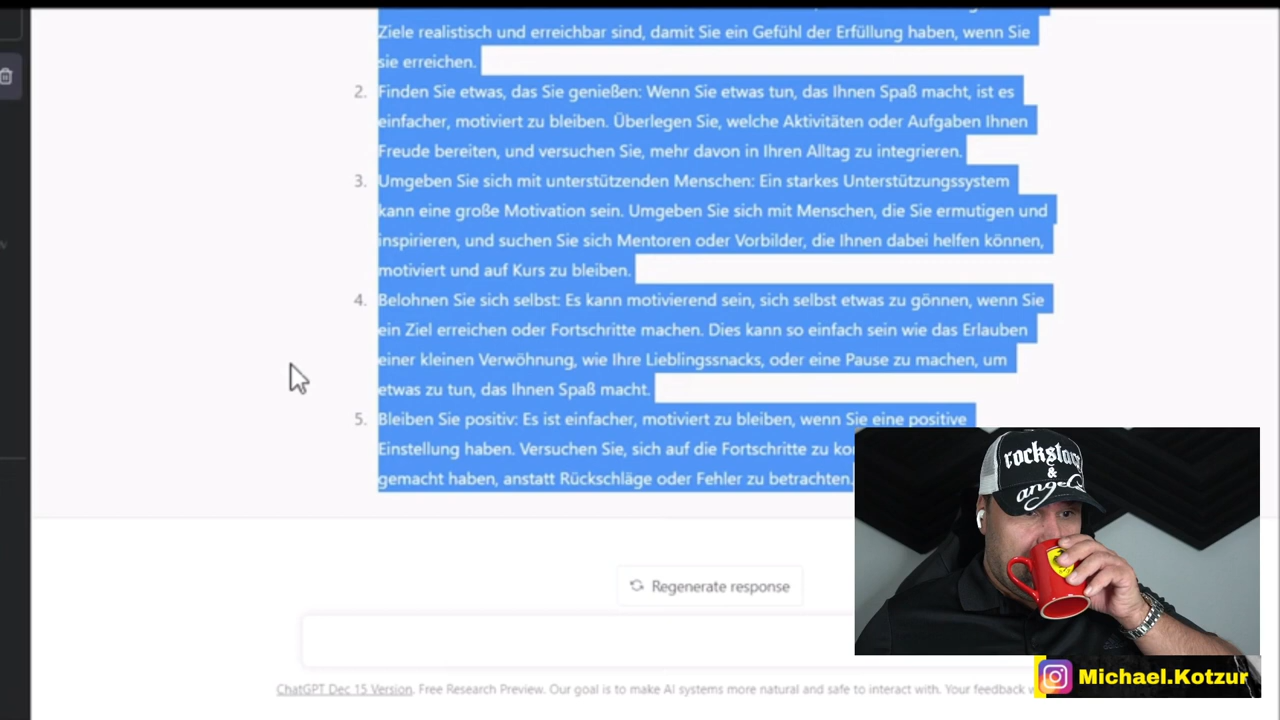 Ziele realistisch und erreichbar sind, damit Sie ein Gefühl der Erfüllung haben, wenn Sie
sie erreichen.
2. Finden Sie etwas, das Sie genießen: Wenn Sie etwas tun, das Ihnen Spaß macht, ist es
einfacher, motiviert zu bleiben. Überlegen Sie, welche Aktivitäten oder Aufgaben Ihnen
Freude bereiten, und versuchen Sie, mehr davon in Ihren Alltag zu integrieren.
3. Umgeben Sie sich mit unterstützenden Menschen: Ein starkes Unterstützungssystem
kann eine große Motivation sein. Umgeben Sie sich mit Menschen, die Sie ermutigen und
inspirieren, und suchen Sie sich Mentoren oder Vorbilder, die Ihnen dabei helfen können,
motiviert und auf Kurs zu bleiben.
4. Belohnen Sie sich selbst: Es kann motivierend sein, sich selbst etwas zu gönnen, wenn Sie
ein Ziel erreichen oder Fortschritte machen. Dies kann so einfach sein wie das Erlauben
einer kleinen Verwöhnung, wie Ihre Lieblingssnacks, oder eine Pause zu machen, um
etwas zu tun, das Ihnen Spaß macht.
5. Bleiben Sie positiv: Es ist einfacher, motiviert zu bleiben, wenn Sie eine positive
Einstellung haben. Versuchen Sie, sich auf die Fortschritte zu
gemacht haben, anstatt Rückschläge oder Fehler zu betrachten.
rockstars
&
angels
Regenerate response
ChatGPT Dec 15 Version. Free Research Preview. Our goal is to make AI systems more natural and safe to interact with. Your feedback
Michael.Kotzur